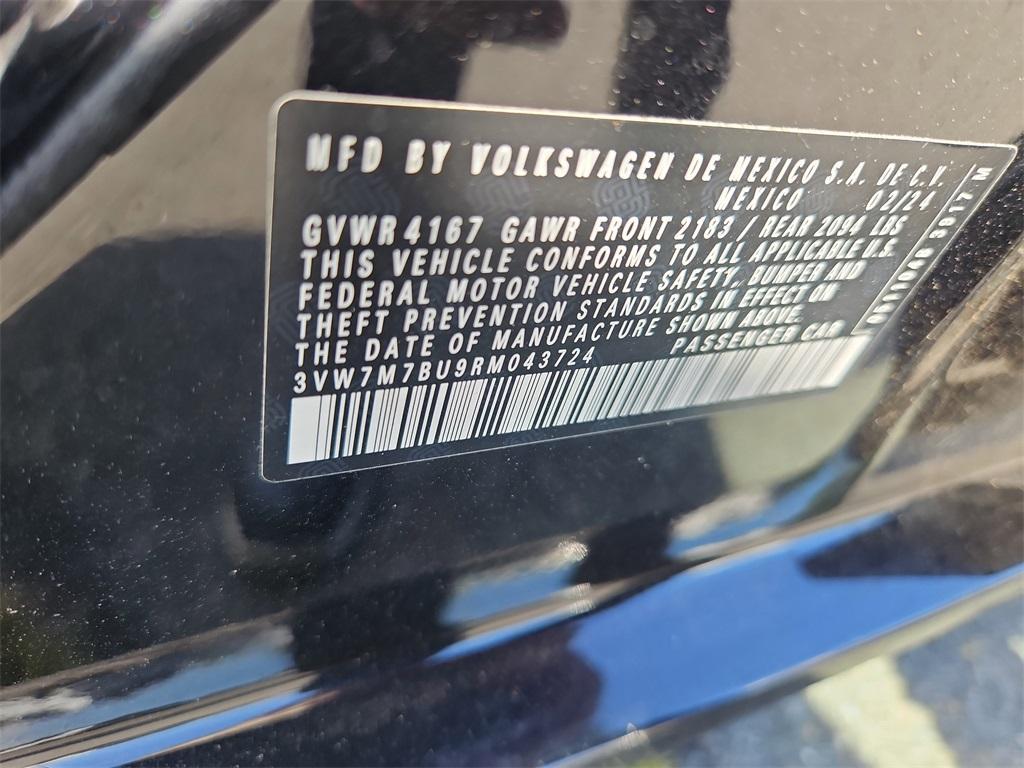 MFD BY VOLKSWAGEN DE MEXICO S.A. DE C.V.
MEXICO 02/24
GVWR 4167 GAWR FRONT 2183 / REAR 2094 LBS
THIS VEHICLE CONFORMS TO ALL APPLICABLE U.S.
FEDERAL MOTOR VEHICLE SAFETY, BUMPER AND
THEFT PREVENTION STANDARDS IN EFFECT ON
THE DATE OF MANUFACTURE SHOWN ABOVE.
3VW7M7BU9RM043724 PASSENGER CAR